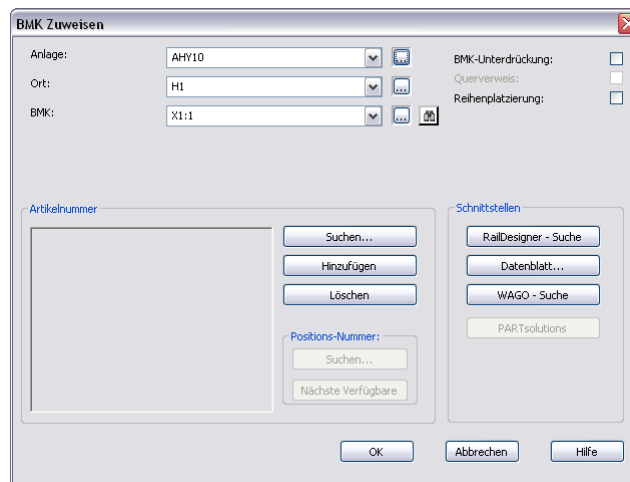 BMK Zuweisen
Anlage:
AHY10
...
BMK-Unterdrückung:
Ort:
H1
...
Querverweis:
Reihenplatzierung:
BMK:
X1:1
...
Artikelnummer
Suchen...
Hinzufügen
Löschen
Positions-Nummer:
Suchen...
Nächste Verfügbare
Schnittstellen
RailDesigner - Suche
Datenblatt...
WAGO - Suche
PARTsolutions
OK
Abbrechen
Hilfe